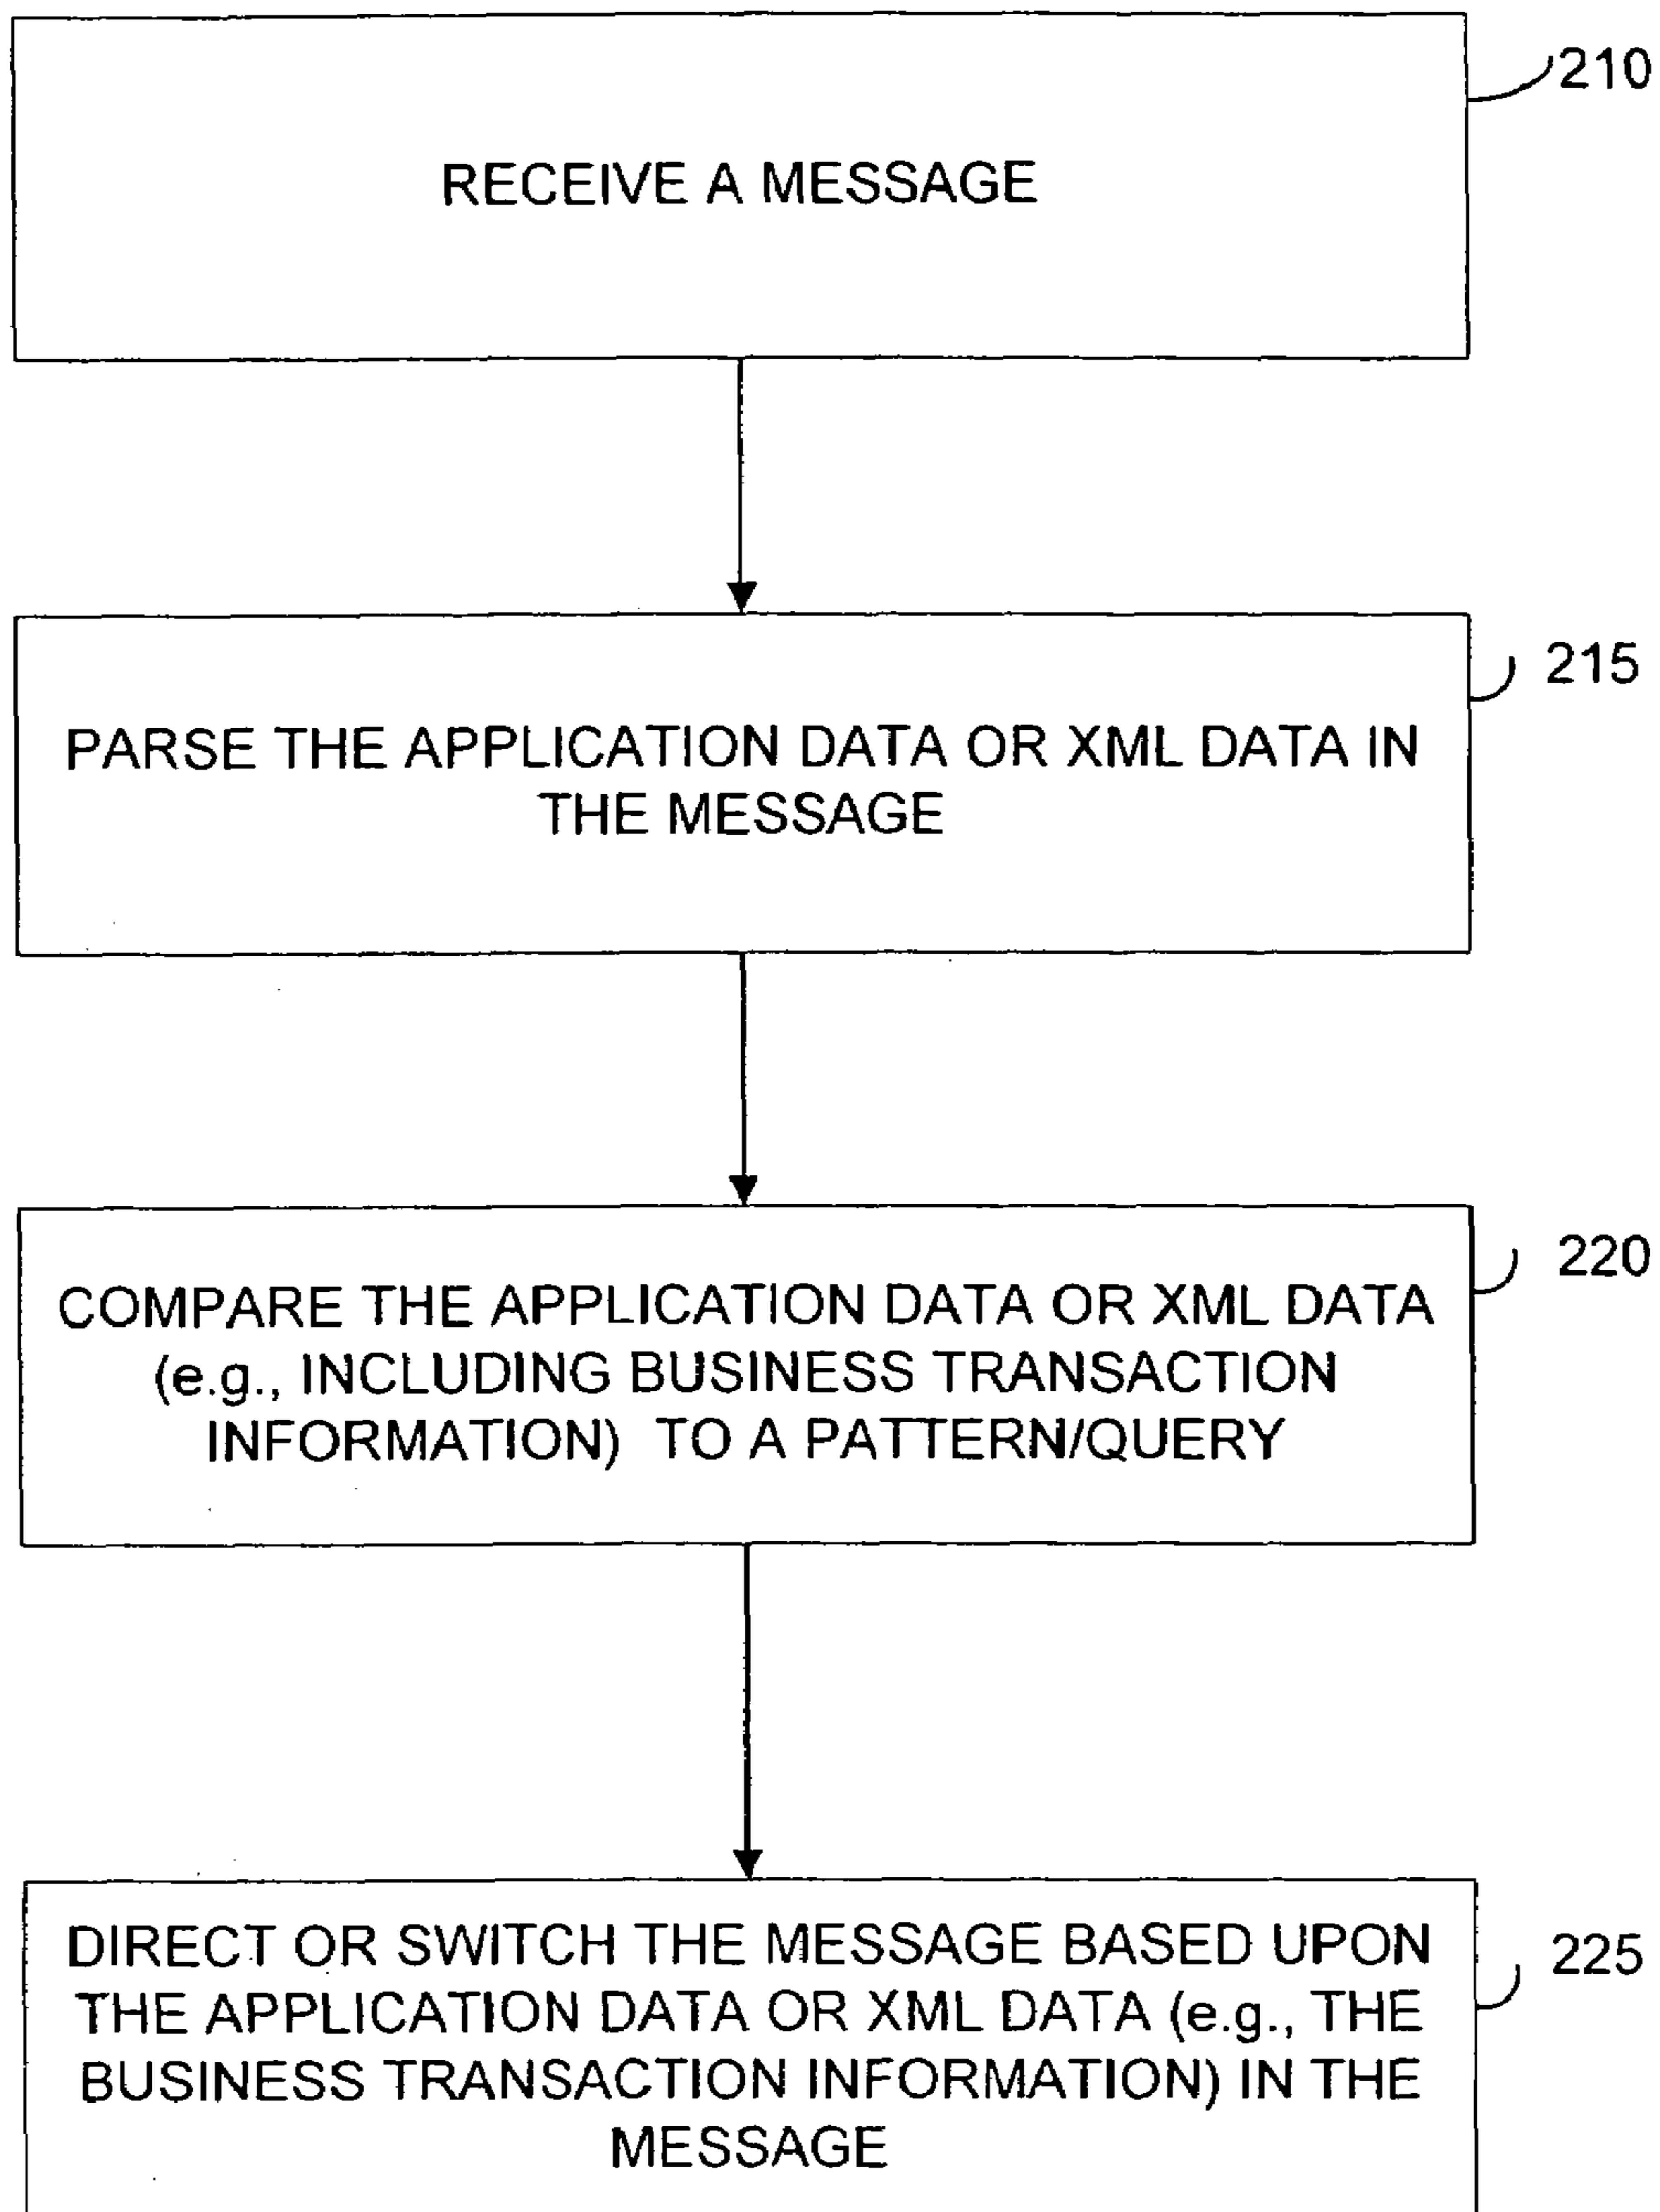 210
RECEIVE A MESSAGE
215
PARSE THE APPLICATION DATA OR XML DATA IN
THE MESSAGE
220
COMPARE THE APPLICATION DATA OR XML DATA
(e.g., INCLUDING BUSINESS TRANSACTION
INFORMATION) TO A PATTERN/QUERY
225
DIRECT OR SWITCH THE MESSAGE BASED UPON
THE APPLICATION DATA OR XML DATA (e.g., THE
BUSINESS TRANSACTION INFORMATION) IN THE
MESSAGE